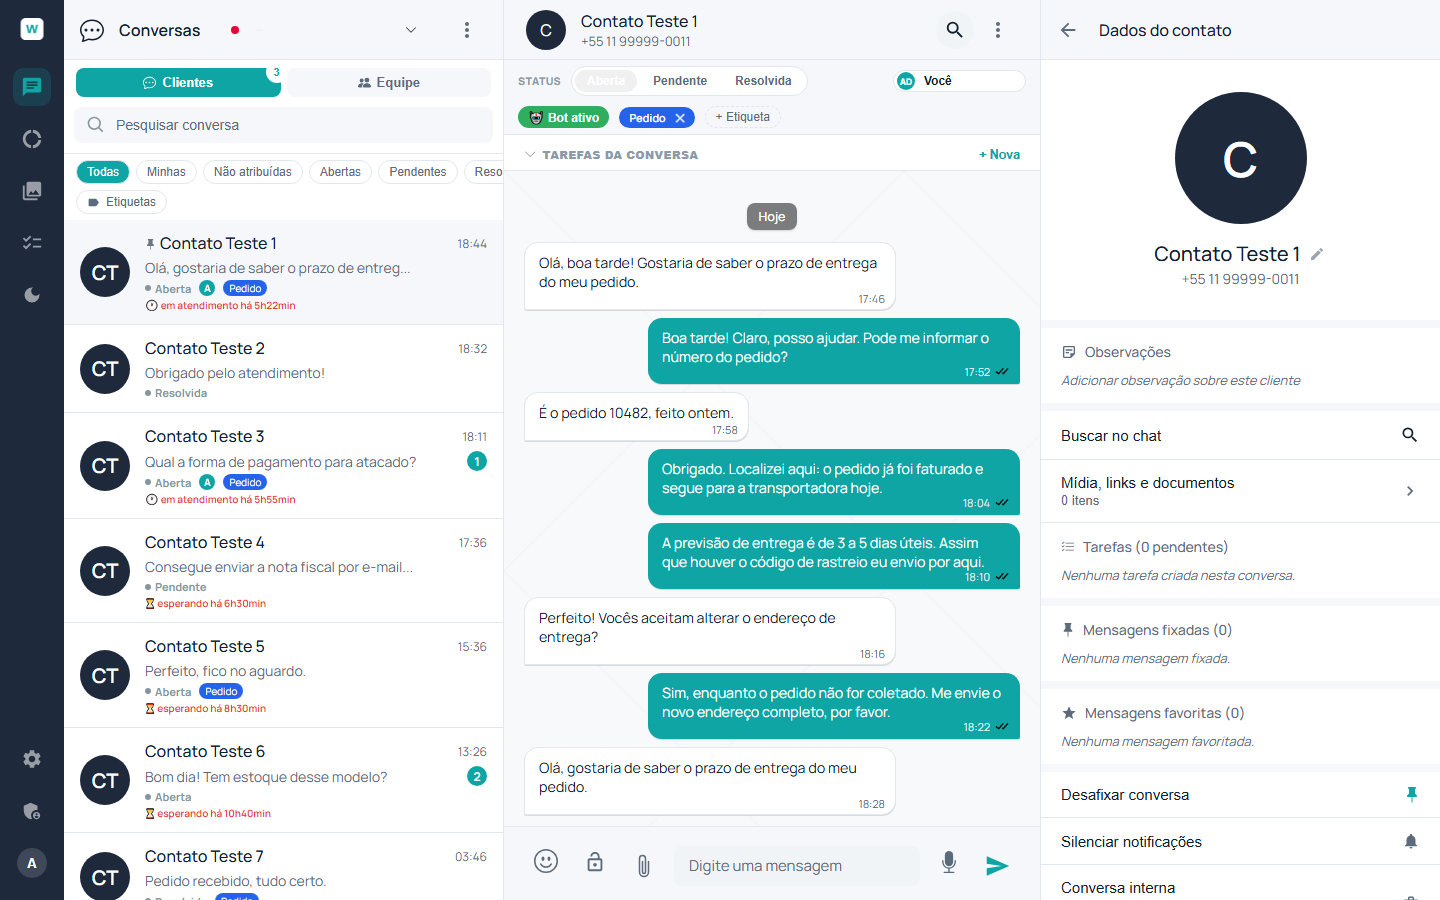 w
Conversas
Clientes
3
Equipe
Pesquisar conversa
Todas
Minhas
Não atribuídas
Abertas
Pendentes
Reso
Etiquetas
Contato Teste 1
18:44
Olá, gostaria de saber o prazo de entreg...
Aberta
A
Pedido
em atendimento há 5h22min
CT
Contato Teste 2
18:32
Obrigado pelo atendimento!
Resolvida
CT
Contato Teste 3
18:11
Qual a forma de pagamento para atacado?
1
Aberta
A
Pedido
em atendimento há 5h55min
CT
Contato Teste 4
17:36
Consegue enviar a nota fiscal por e-mail...
Pendente
esperando há 6h30min
CT
Contato Teste 5
15:36
Perfeito, fico no aguardo.
Aberta
Pedido
esperando há 8h30min
CT
Contato Teste 6
13:26
Bom dia! Tem estoque desse modelo?
2
Aberta
esperando há 10h40min
CT
Contato Teste 7
03:46
Pedido recebido, tudo certo.
Pedido
CT
A
C
Contato Teste 1
+55 11 99999-0011
STATUS
Aberta
Pendente
Resolvida
AD
Você
Bot ativo
Pedido
+ Etiqueta
TAREFAS DA CONVERSA
+ Nova
Hoje
Olá, boa tarde! Gostaria de saber o prazo de entrega
do meu pedido.
17:46
Boa tarde! Claro, posso ajudar. Pode me informar o
número do pedido?
17:52
É o pedido 10482, feito ontem.
17:58
Obrigado. Localizei aqui: o pedido já foi faturado e
segue para a transportadora hoje.
18:04
A previsão de entrega é de 3 a 5 dias úteis. Assim
que houver o código de rastreio eu envio por aqui.
18:10
Perfeito! Vocês aceitam alterar o endereço de
entrega?
18:16
Sim, enquanto o pedido não for coletado. Me envie o
novo endereço completo, por favor.
18:22
Olá, gostaria de saber o prazo de entrega do meu
pedido.
18:28
Digite uma mensagem
Dados do contato
C
Contato Teste 1
+55 11 99999-0011
Observações
Adicionar observação sobre este cliente
Buscar no chat
Mídia, links e documentos
0 itens
Tarefas (0 pendentes)
Nenhuma tarefa criada nesta conversa.
Mensagens fixadas (0)
Nenhuma mensagem fixada.
Mensagens favoritas (0)
Nenhuma mensagem favoritada.
Desafixar conversa
Silenciar notificações
Conversa interna